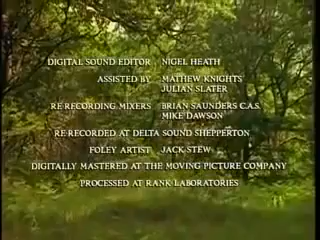 DIGITAL SOUND EDITOR NIGEL HEATH
ASSISTED BY MATHEW KNIGHTS
JULIAN SLATER
RE-RECORDING MIXERS BRIAN SAUNDERS C.A.S.
MIKE DAWSON
RE-RECORDED AT DELTA SOUND SHEPPERTON
FOLEY ARTIST JACK STEW
DIGITALLY MASTERED AT THE MOVING PICTURE COMPANY
PROCESSED AT RANK LABORATORIES